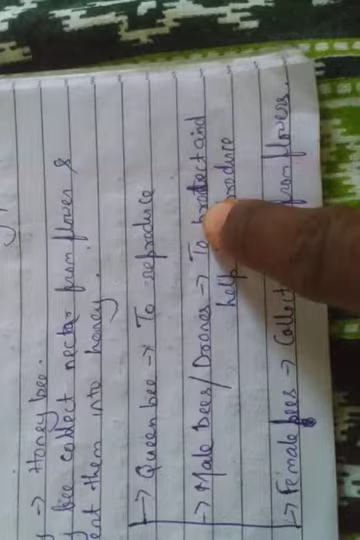 y → Honey bee.
y bee collect nectar from flower &
ent them into honey.
→ Queen bee → To reproduce
→ Male bees/Drones → To protect and
help reproduce
→ Female bees → Collect from flowers.